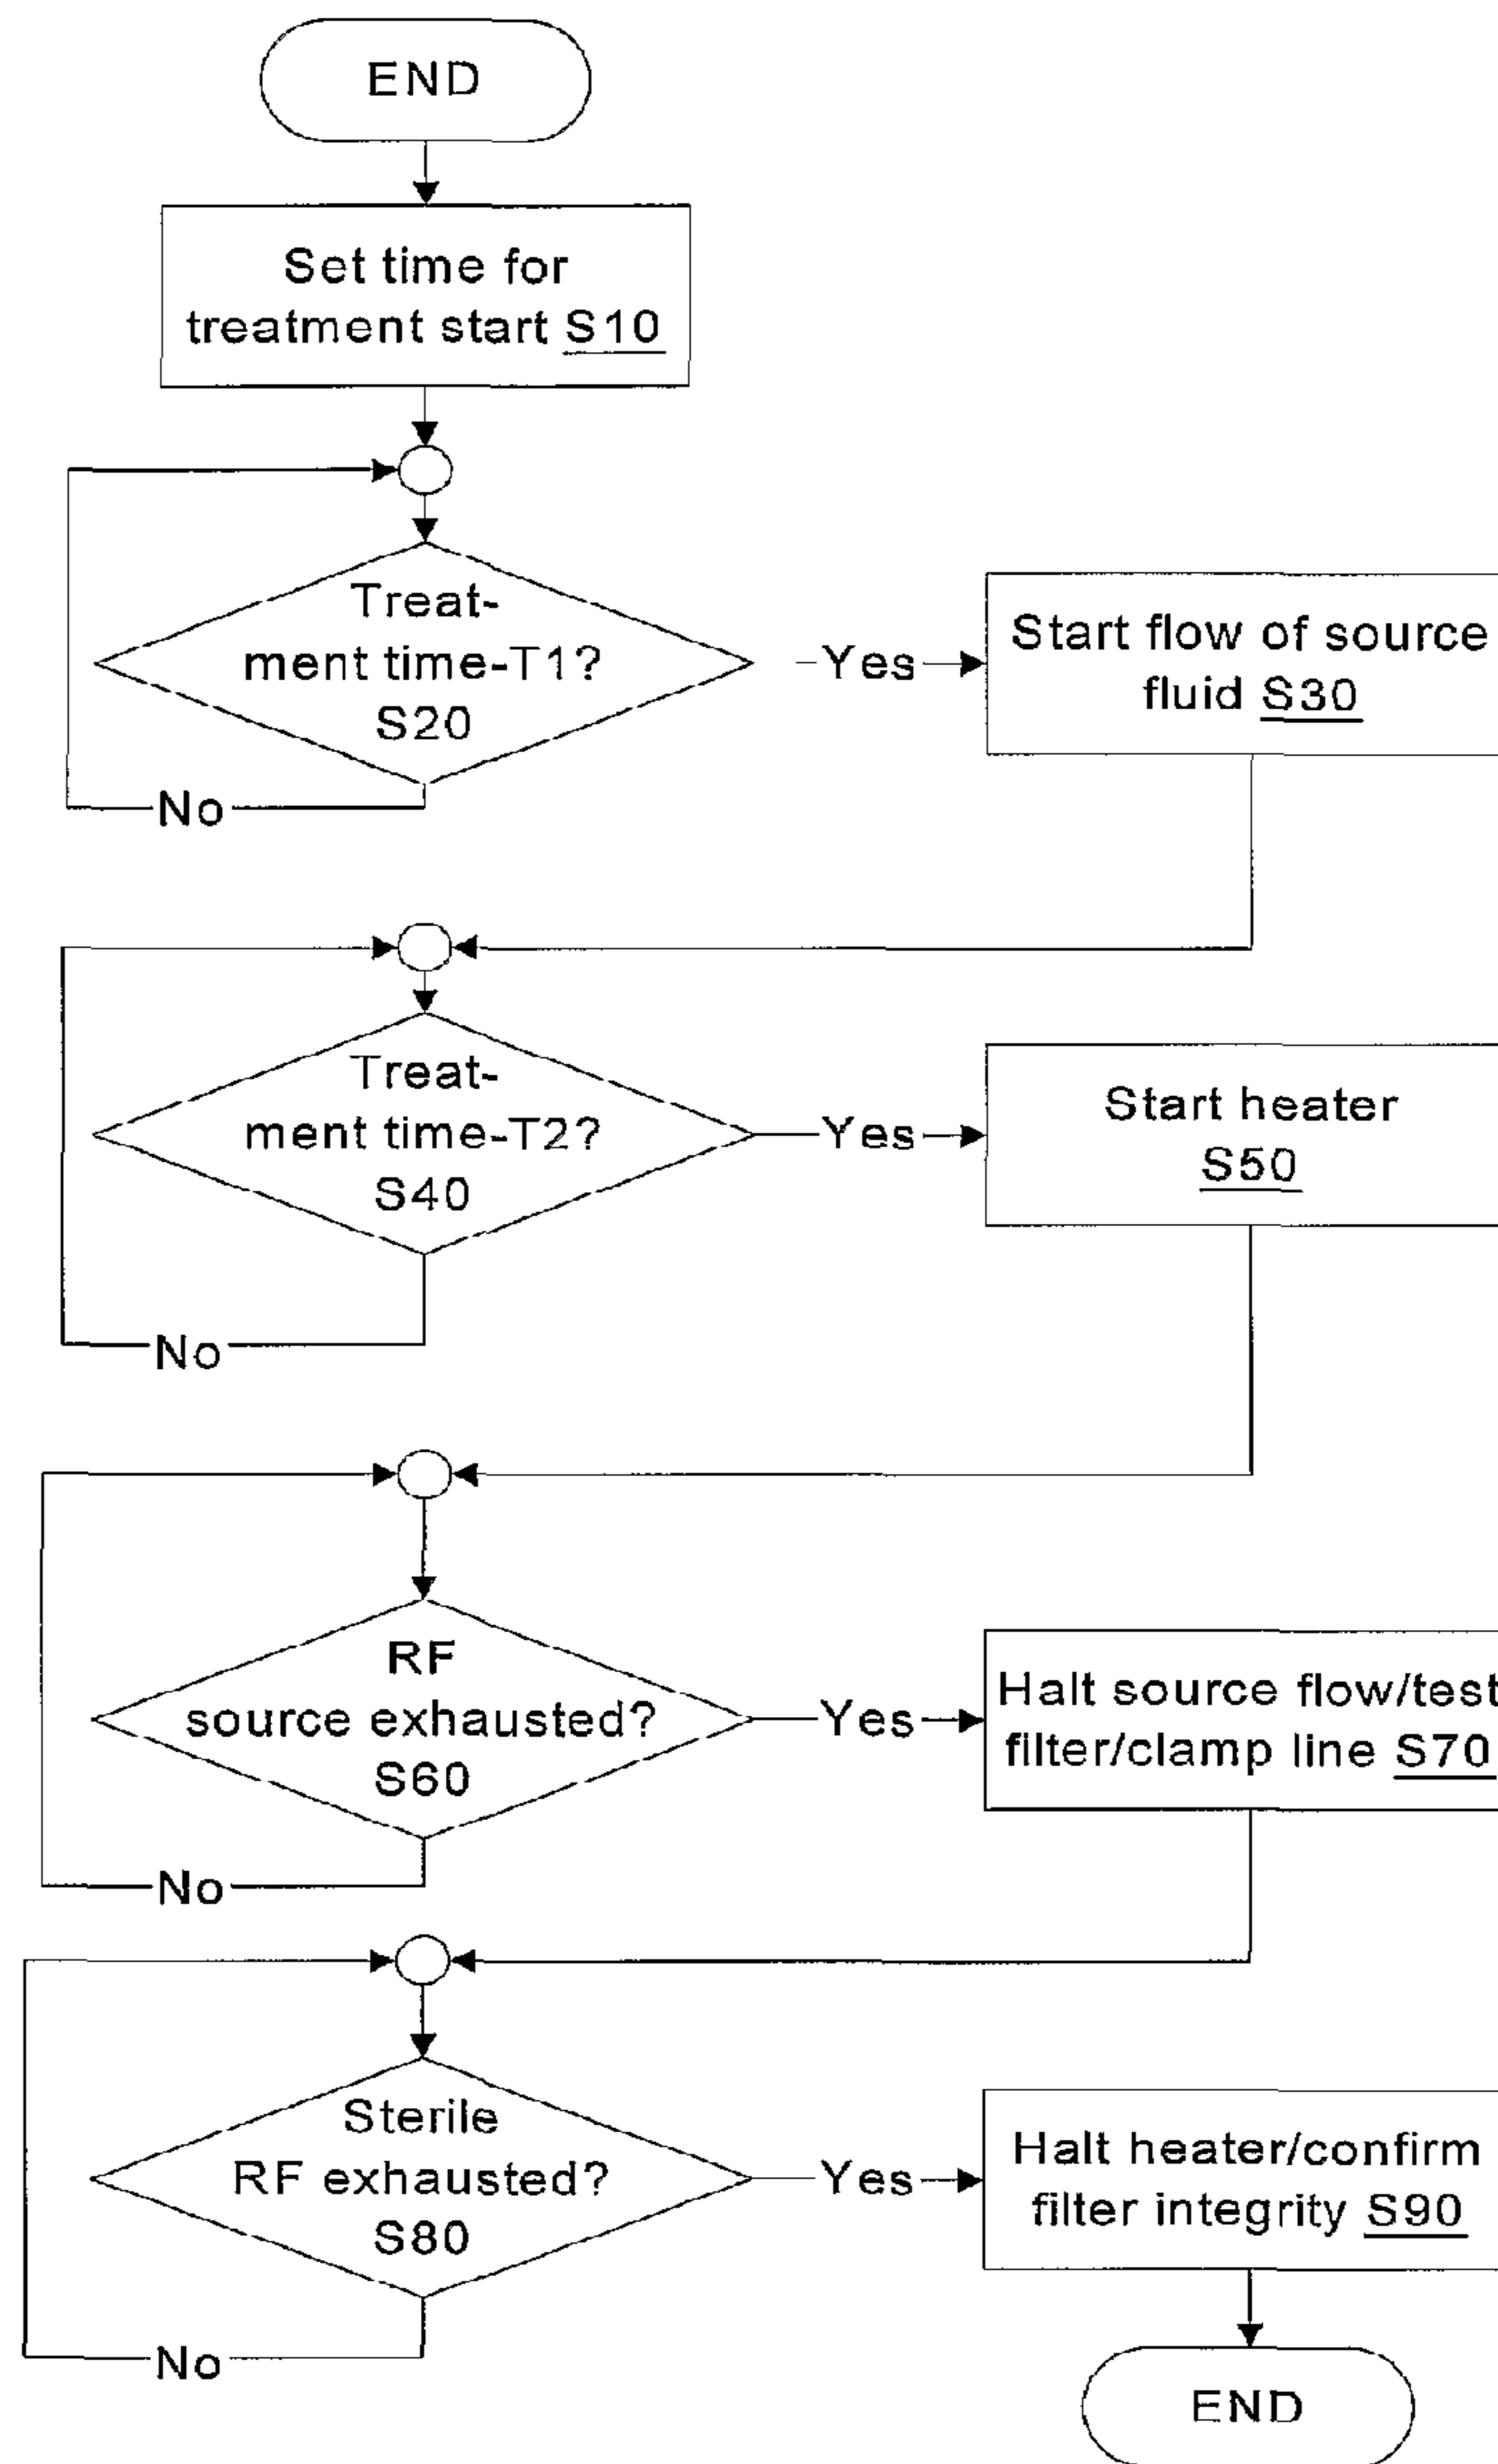 END
Set time for
treatment start S10
Treat-
ment time-T1?
S20
Yes
Start flow of source
fluid S30
No
Treat-
ment time-T2?
S40
Yes
Start heater
S50
No
RF
source exhausted?
S60
Yes
Halt source flow/test
filter/clamp line S70
No
Sterile
RF exhausted?
S80
Yes
Halt heater/confirm
filter integrity S90
No
END